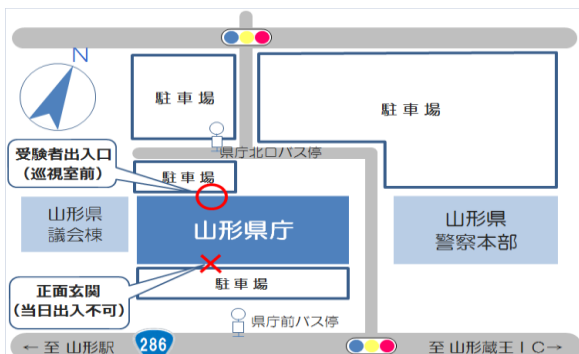 N
駐車場
駐車場
受験者出入口
(巡視室前)
県庁北口バス停
駐車場
山形県
議会棟
山形県庁
山形県
警察本部
正面玄関
(当日出入不可)
駐車場
県庁前バス停
← 至 山形駅
286
至 山形蔵王IC→